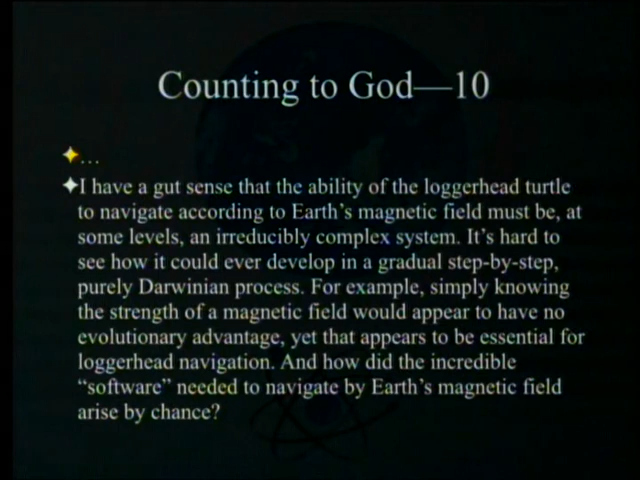 Counting to God—10
…
I have a gut sense that the ability of the loggerhead turtle
to navigate according to Earth's magnetic field must be, at
some levels, an irreducibly complex system. It's hard to
see how it could ever develop in a gradual step-by-step,
purely Darwinian process. For example, simply knowing
the strength of a magnetic field would appear to have no
evolutionary advantage, yet that appears to be essential for
loggerhead navigation. And how did the incredible
“software” needed to navigate by Earth's magnetic field
arise by chance?